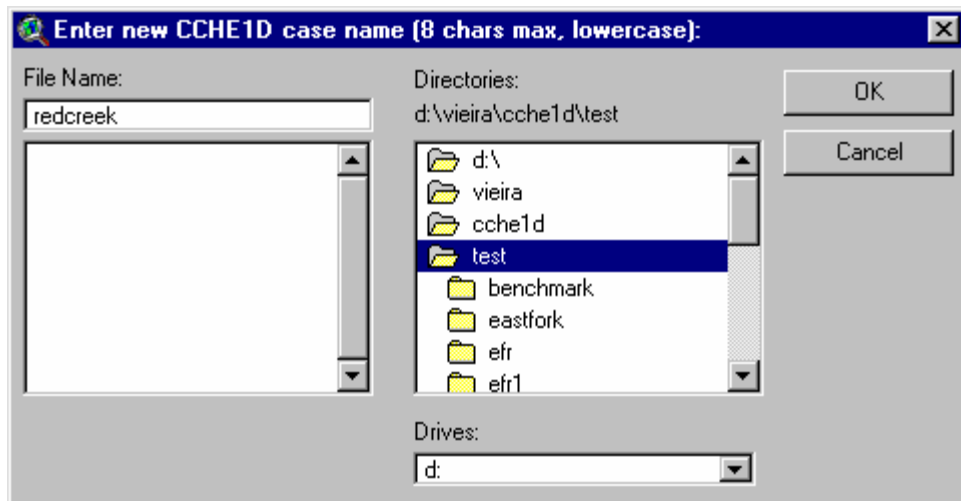 Enter new CCHE1D case name (8 chars max, lowercase):
File Name:
redcreek
Directories:
d:\vieira\cche1d\test
d:\
vieira
cche1d
test
benchmark
eastfork
efr
efr1
Drives:
d:
OK
Cancel